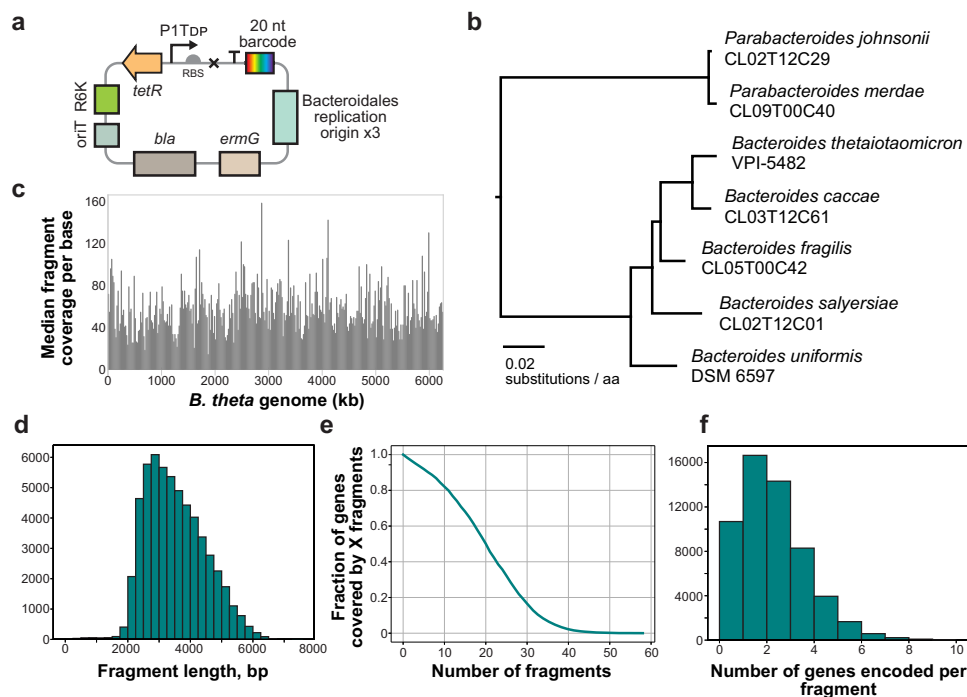 a
P1TDP
20 nt
barcode
RBS
tetR
R6K
oriT
bla
ermG
Bacteroidales
replication
origin x3
b
Parabacteroides johnsonii
CL02T12C29
Parabacteroides merdae
CL09T00C40
Bacteroides thetaiotaomicron
VPI-5482
Bacteroides caccae
CL03T12C61
Bacteroides fragilis
CL05T00C42
Bacteroides salyersiae
CL02T12C01
Bacteroides uniformis
DSM 6597
0.02
substitutions / aa
c
Median fragment
coverage per base
160
120
80
40
0
0 1000 2000 3000 4000 5000 6000
B. theta genome (kb)
d
6000
5000
4000
3000
2000
1000
0
0 2000 4000 6000 8000
Fragment length, bp
e
Fraction of genes
covered by X fragments
1.0
0.8
0.6
0.4
0.2
0
0 10 20 30 40 50 60
Number of fragments
f
16000
12000
8000
4000
0
0 2 4 6 8 10
Number of genes encoded per
fragment